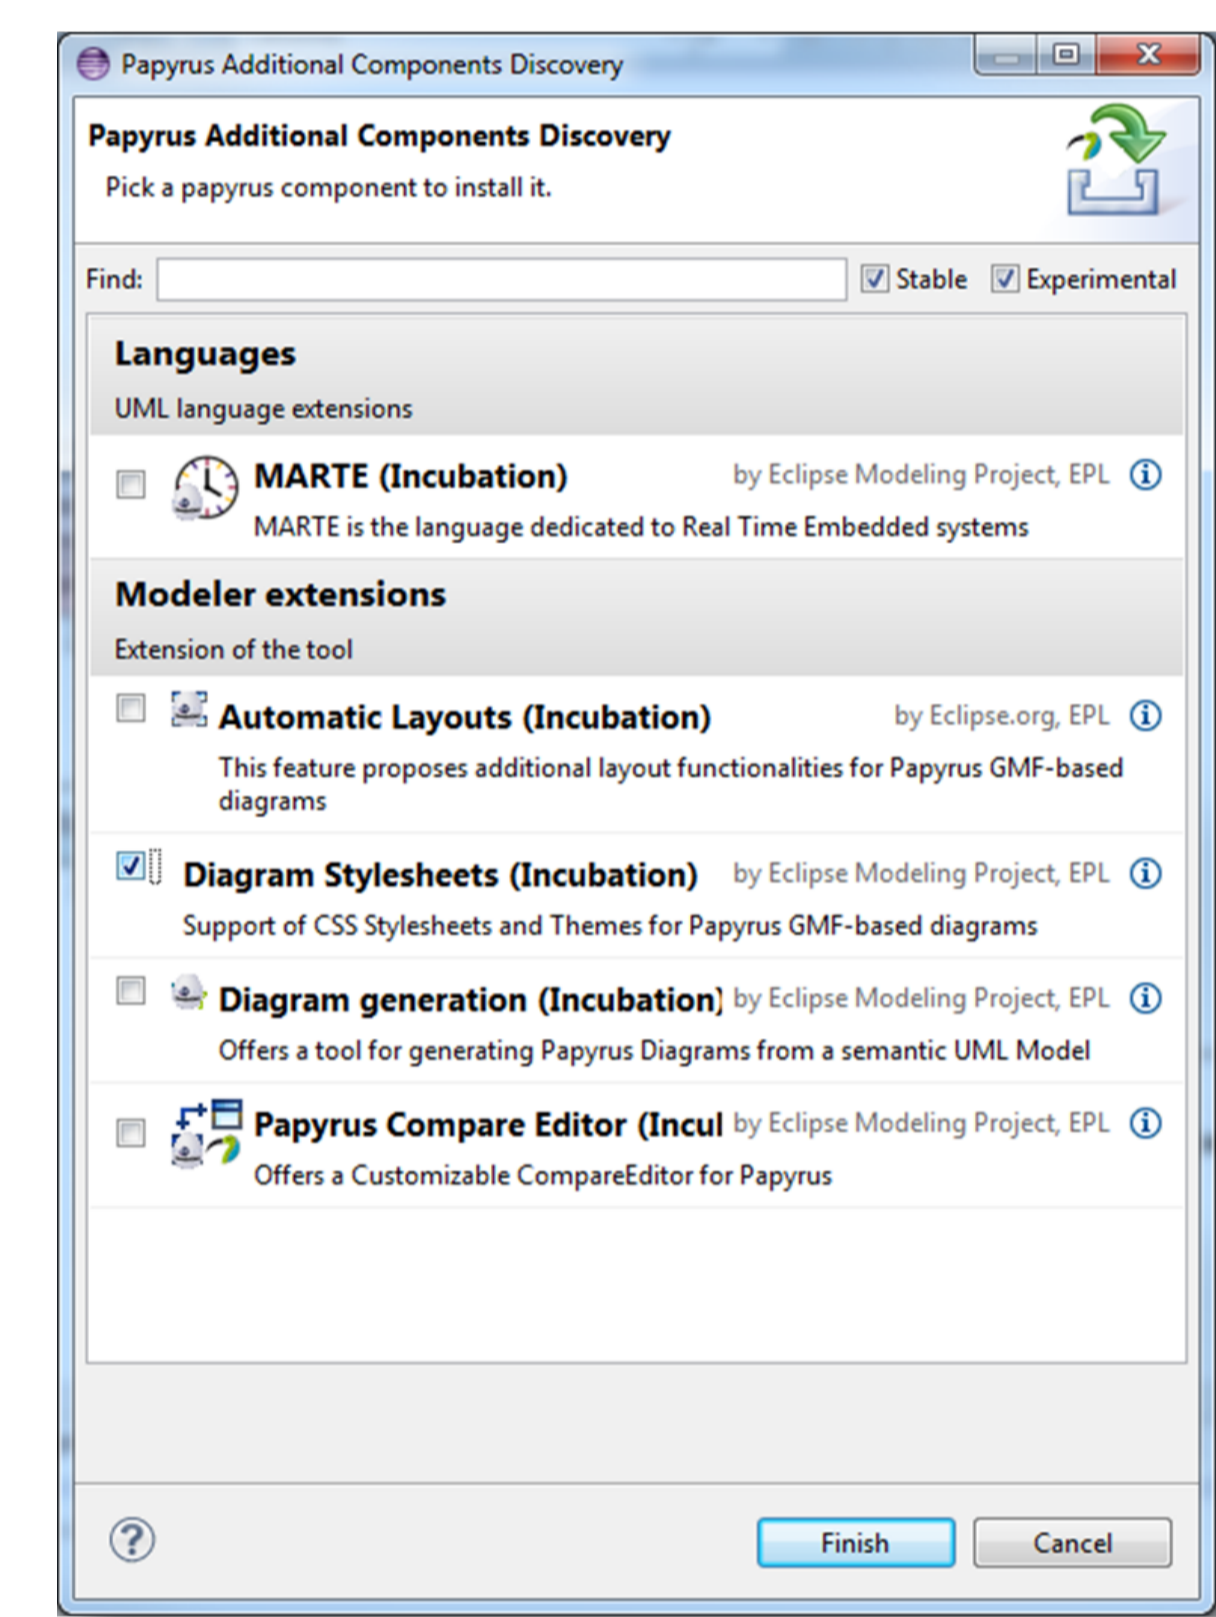 Papyrus Additional Components Discovery
Papyrus Additional Components Discovery
Pick a papyrus component to install it.
Find: Stable Experimental
Languages
UML language extensions
MARTE (Incubation) by Eclipse Modeling Project, EPL
MARTE is the language dedicated to Real Time Embedded systems
Modeler extensions
Extension of the tool
Automatic Layouts (Incubation) by Eclipse.org, EPL
This feature proposes additional layout functionalities for Papyrus GMF-based
diagrams
Diagram Stylesheets (Incubation) by Eclipse Modeling Project, EPL
Support of CSS Stylesheets and Themes for Papyrus GMF-based diagrams
Diagram generation (Incubation) by Eclipse Modeling Project, EPL
Offers a tool for generating Papyrus Diagrams from a semantic UML Model
Papyrus Compare Editor (Incul by Eclipse Modeling Project, EPL
Offers a Customizable CompareEditor for Papyrus
Finish Cancel